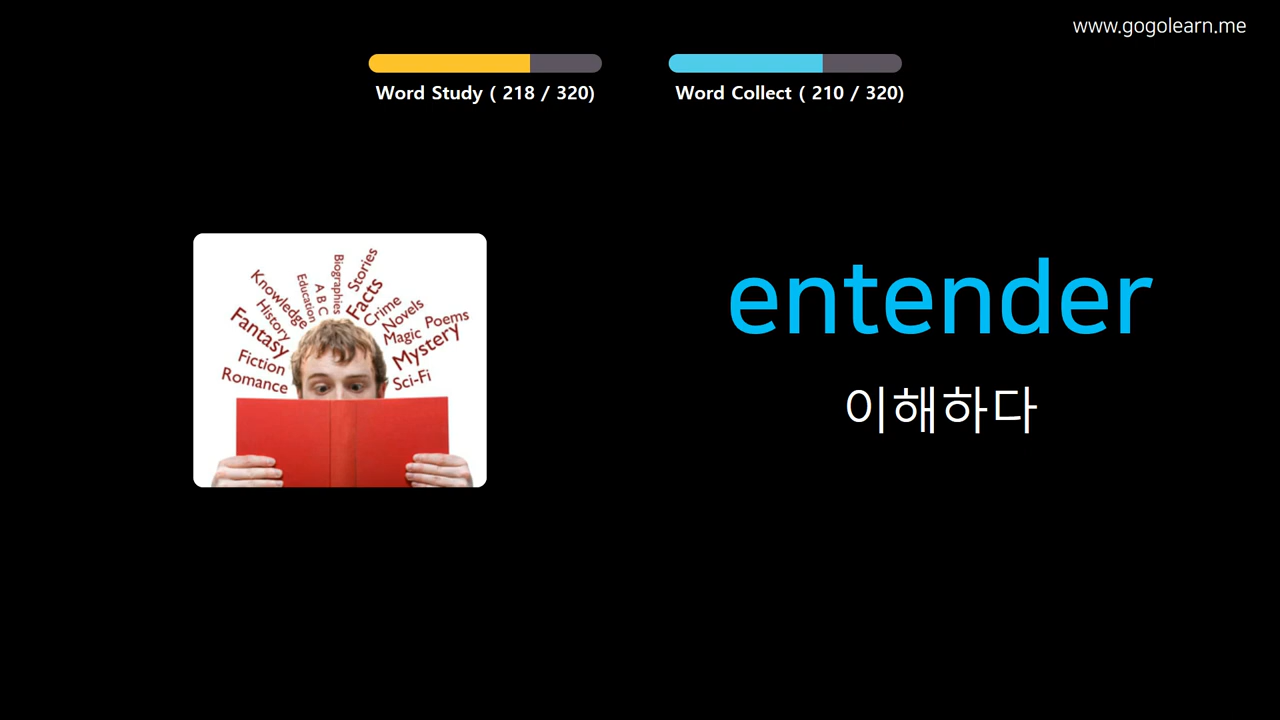 www.gogolearn.me
Word Study ( 218 / 320)
Word Collect ( 210 / 320)
Stories
Biographies
Facts
Education
A B C
Knowledge
Crime
History
Novels
Fantasy
Poems
Magic
Mystery
Fiction
Romance
Sci-Fi
entender
이해하다